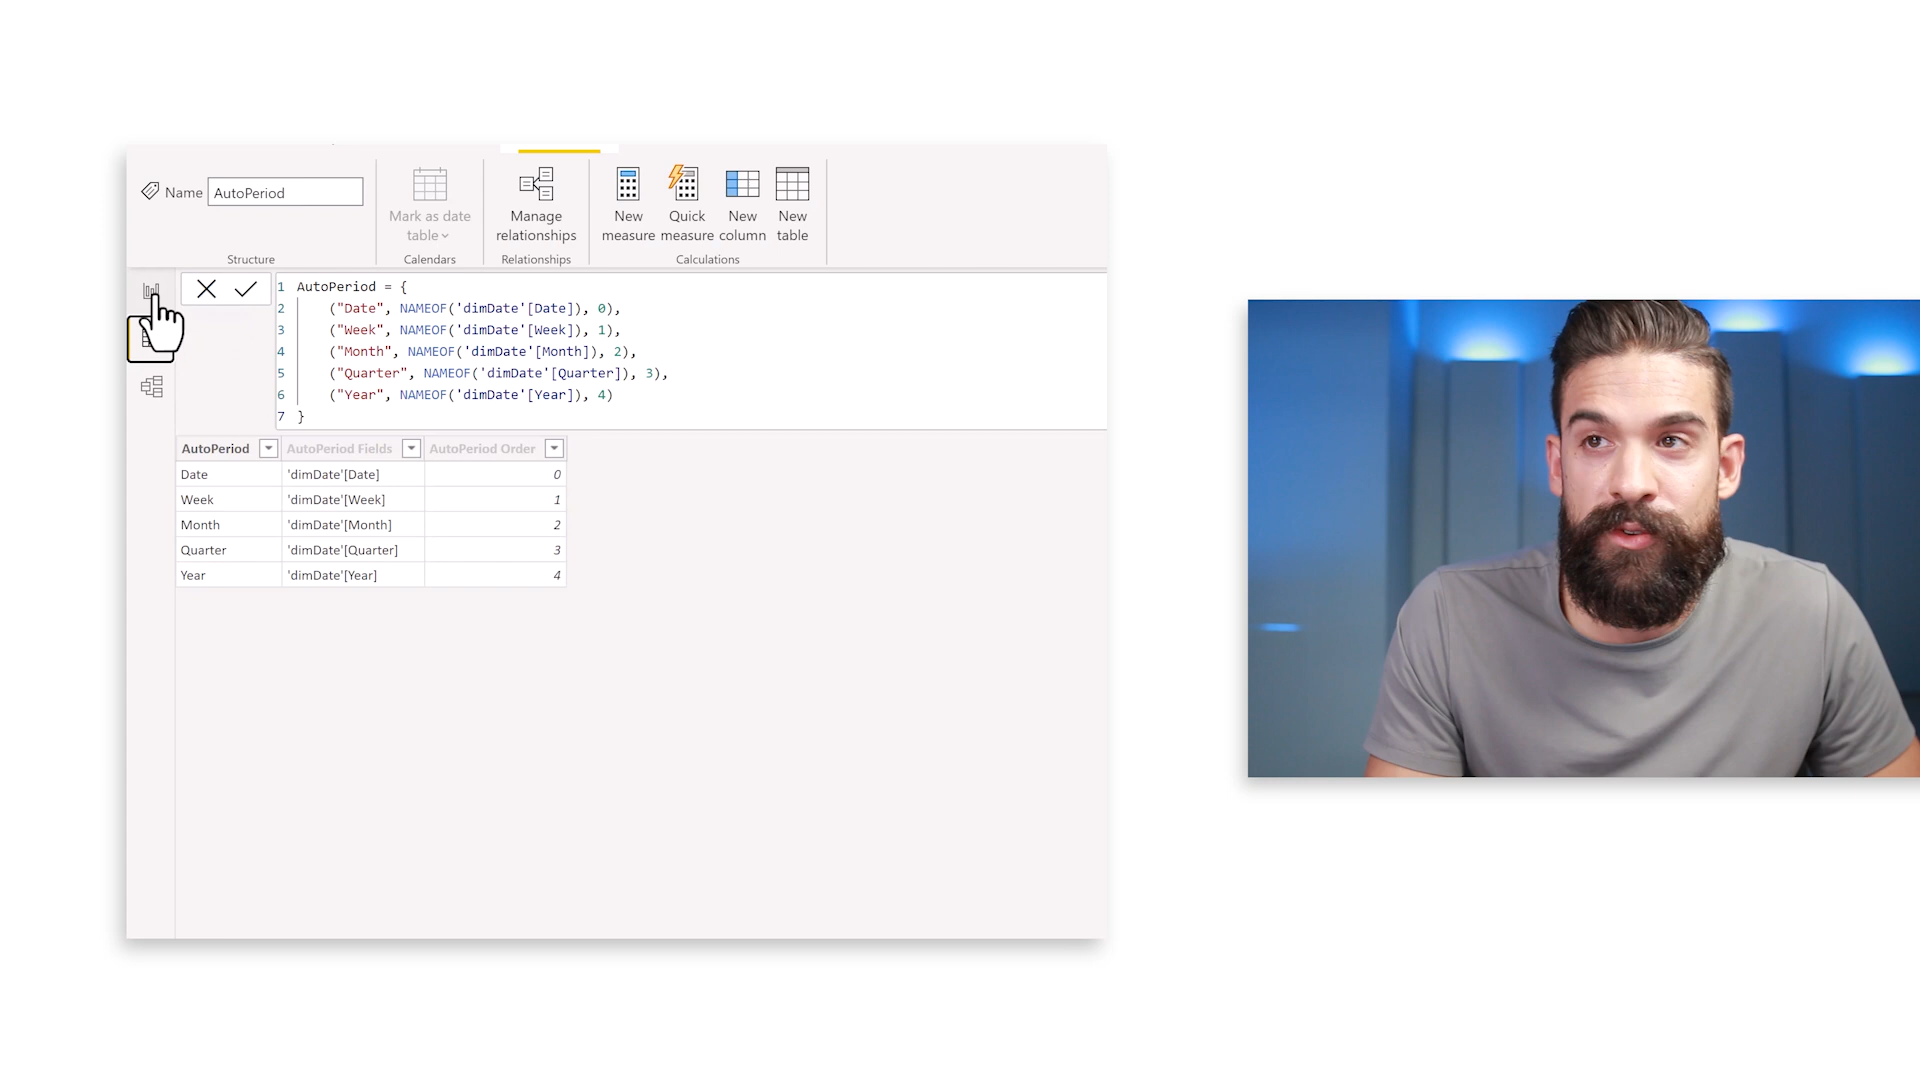 Name AutoPeriod
Mark as date
table
Manage
relationships
New
measure
Quick
measure
New
column
New
table
Structure
Calendars
Relationships
Calculations
1 AutoPeriod = {
2 ("Date", NAMEOF('dimDate'[Date]), 0),
3 ("Week", NAMEOF('dimDate'[Week]), 1),
4 ("Month", NAMEOF('dimDate'[Month]), 2),
5 ("Quarter", NAMEOF('dimDate'[Quarter]), 3),
6 ("Year", NAMEOF('dimDate'[Year]), 4)
7 }
AutoPeriod AutoPeriod Fields AutoPeriod Order
Date 'dimDate'[Date] 0
Week 'dimDate'[Week] 1
Month 'dimDate'[Month] 2
Quarter 'dimDate'[Quarter] 3
Year 'dimDate'[Year] 4